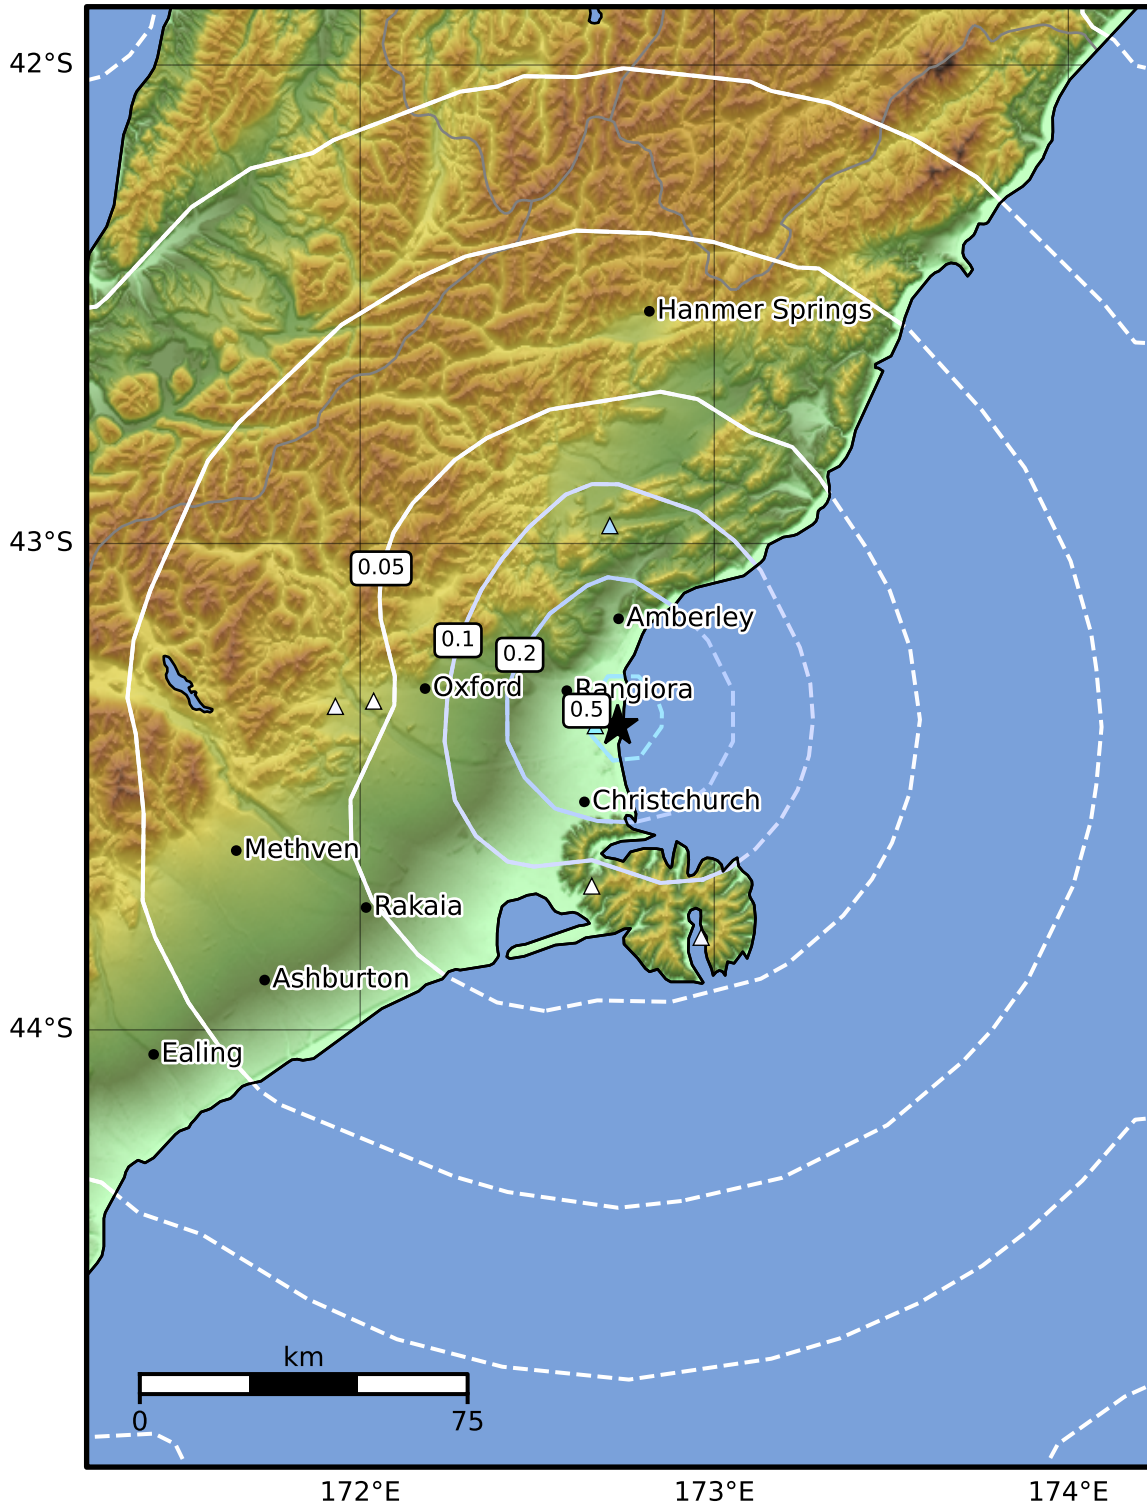 42°S
Hanmer Springs
43°S
0.05
Amberley
0.1
0.2
Oxford
Rangiora
0.5
Christchurch
Methven
Rakaia
Ashburton
44°S
Ealing
km
0 75
172°E 173°E 174°E